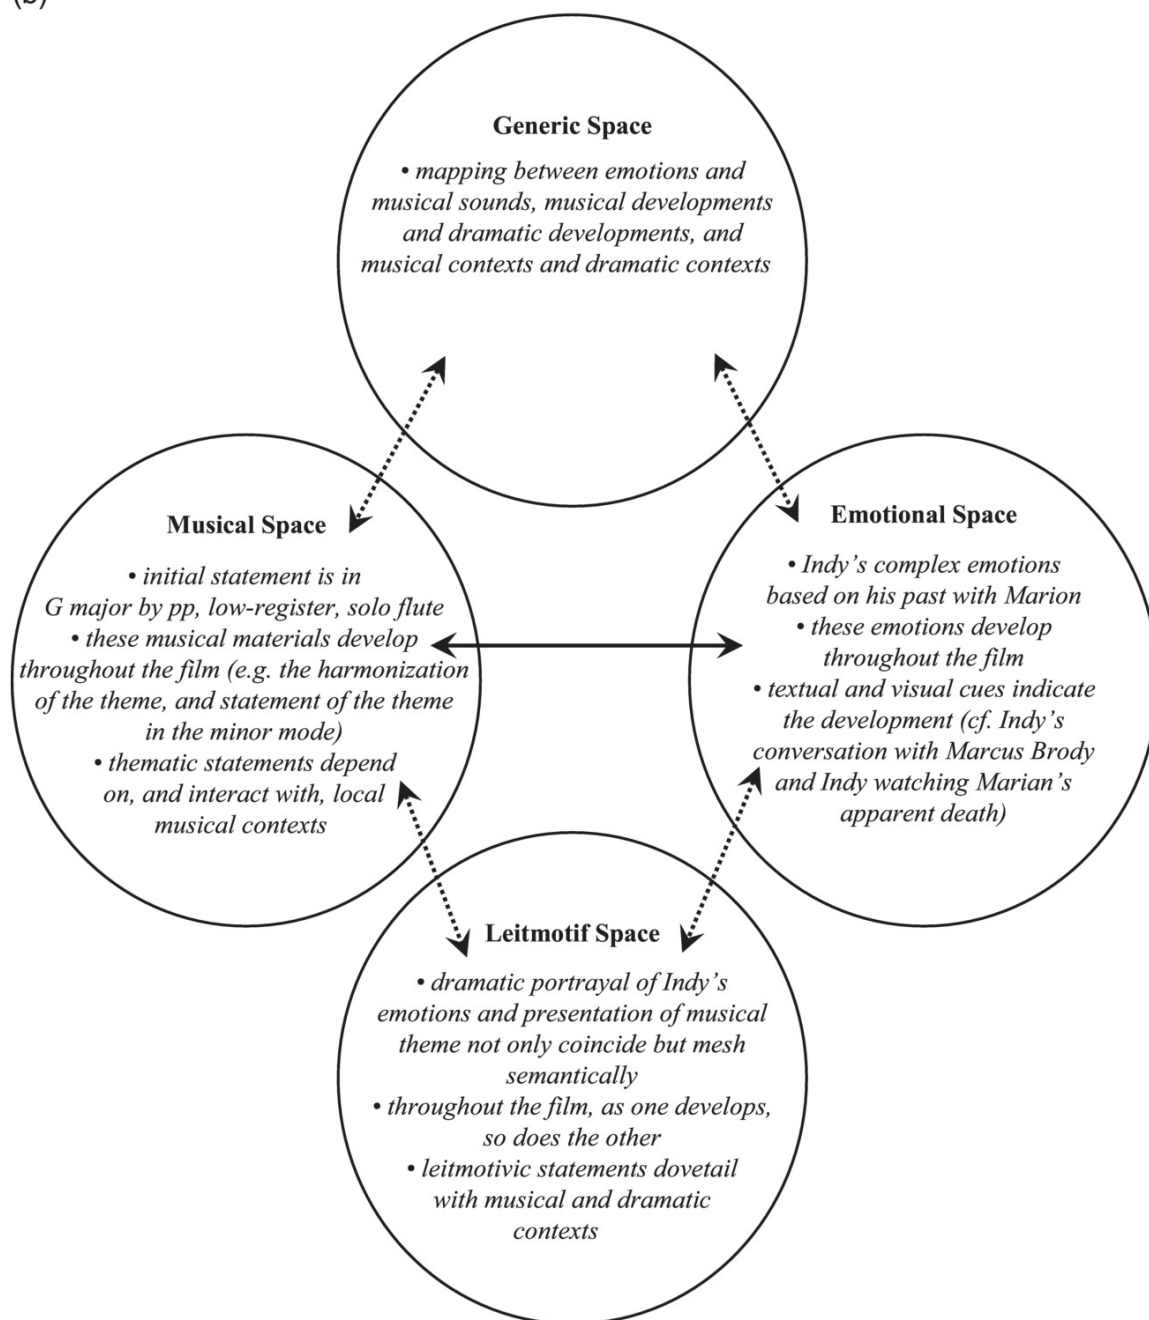 (b)
Generic Space
• mapping between emotions and
musical sounds, musical developments
and dramatic developments, and
musical contexts and dramatic contexts
Musical Space
• initial statement is in
G major by pp, low-register, solo flute
• these musical materials develop
throughout the film (e.g. the harmonization
of the theme, and statement of the theme
in the minor mode)
• thematic statements depend
on, and interact with, local
musical contexts
Emotional Space
• Indy’s complex emotions
based on his past with Marion
• these emotions develop
throughout the film
• textual and visual cues indicate
the development (cf. Indy’s
conversation with Marcus Brody
and Indy watching Marian’s
apparent death)
Leitmotif Space
• dramatic portrayal of Indy’s
emotions and presentation of musical
theme not only coincide but mesh
semantically
• throughout the film, as one develops,
so does the other
• leitmotivic statements dovetail
with musical and dramatic
contexts